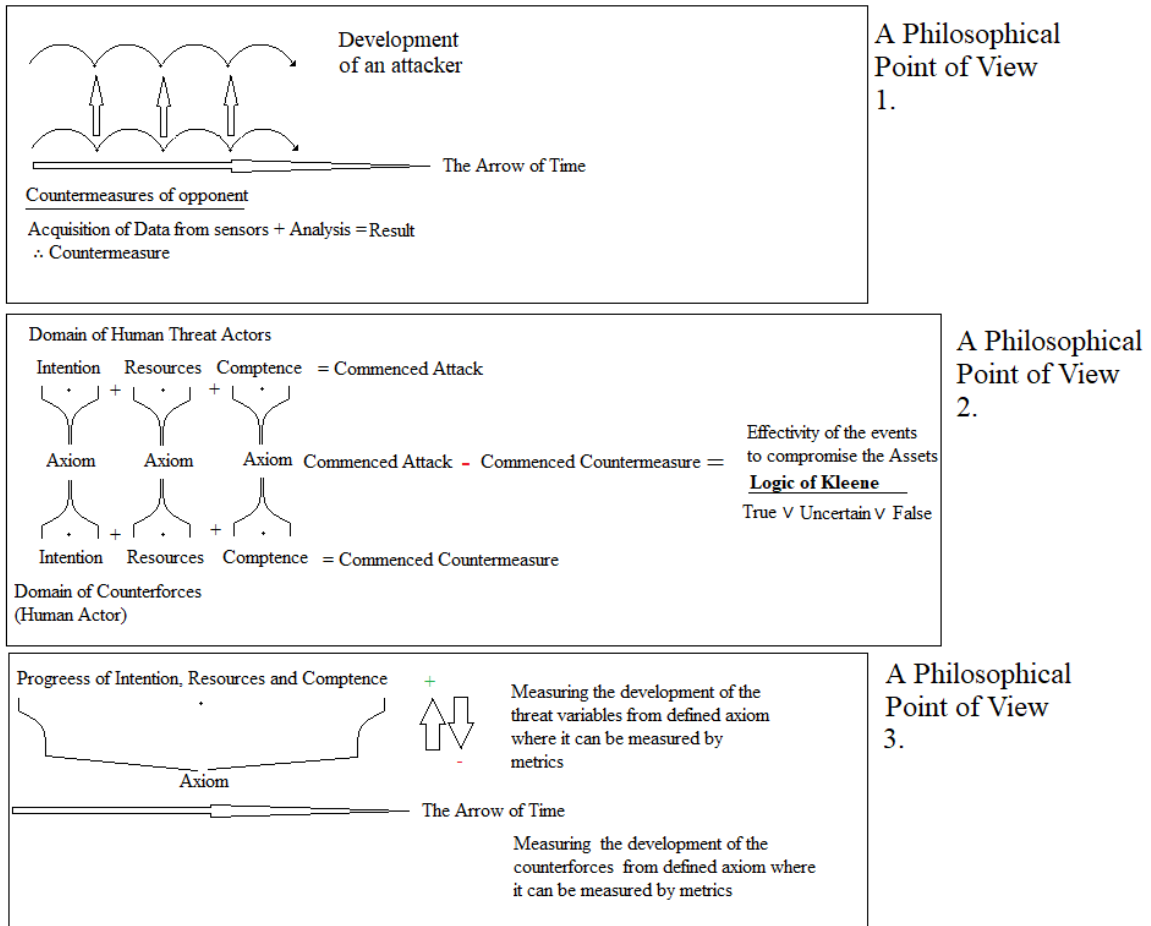 Development
of an attacker
A Philosophical
Point of View
1.
The Arrow of Time
Countermeasures of opponent
Acquisition of Data from sensors + Analysis = Result
∴ Countermeasure
Domain of Human Threat Actors
Intention Resources Comptence = Commenced Attack
+ +
A Philosophical
Point of View
2.
Effectivity of the events
to compromise the Assets
Axiom Axiom Axiom Commenced Attack - Commenced Countermeasure =
Logic of Kleene
True ∨ Uncertain ∨ False
+ +
Intention Resources Comptence = Commenced Countermeasure
Domain of Counterforces
(Human Actor)
Progreess of Intention, Resources and Comptence
+
-
A Philosophical
Point of View
3.
Measuring the development of the
threat variables from defined axiom
where it can be measured by
metrics
Axiom
The Arrow of Time
Measuring the development of the
counterforces from defined axiom where
it can be measured by metrics